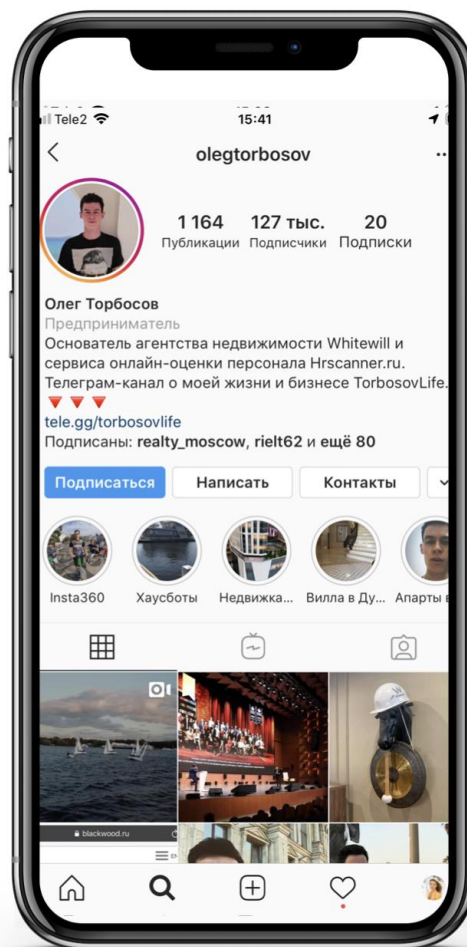 Tele2
15:41
olegtorbosov
1 164
127 тыс.
20
Публикации
Подписчики
Подписки
Олег Торбосов
Предприниматель
Основатель агентства недвижимости Whitewill и
сервиса онлайн-оценки персонала Hrscanner.ru.
Телеграм-канал о моей жизни и бизнесе TorbosovLife.
tele.gg/torbosovlife
Подписаны: realty_moscow, rielt62 и ещё 80
Подписаться
Написать
Контакты
Insta360
Хаусботы
Недвижка...
Вилла в Ду...
Апарты в
blackwood.ru